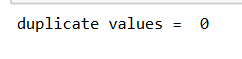 duplicate values =  0